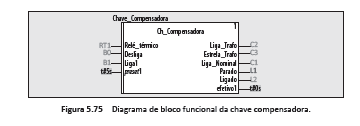 Chave_Compensadora
1
Ch_Compensadora
RT1 Relé_térmico Liga_Trafo C2
B0 Desliga Estrela_Trafo C3
B1 Liga1 Liga_Nominal C1
t#5s preset1 Parado L1
Ligado L2
efetivo1 t#0s
Figura 5.75 Diagrama de bloco funcional da chave compensadora.